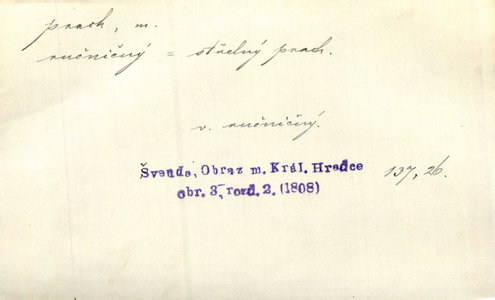 prach, m.
ručničný = střelný prach.
v. ručničný.
Švenda, Obraz m. Král. Hradce
obr. 3, rozd. 2. (1808)
137, 26.